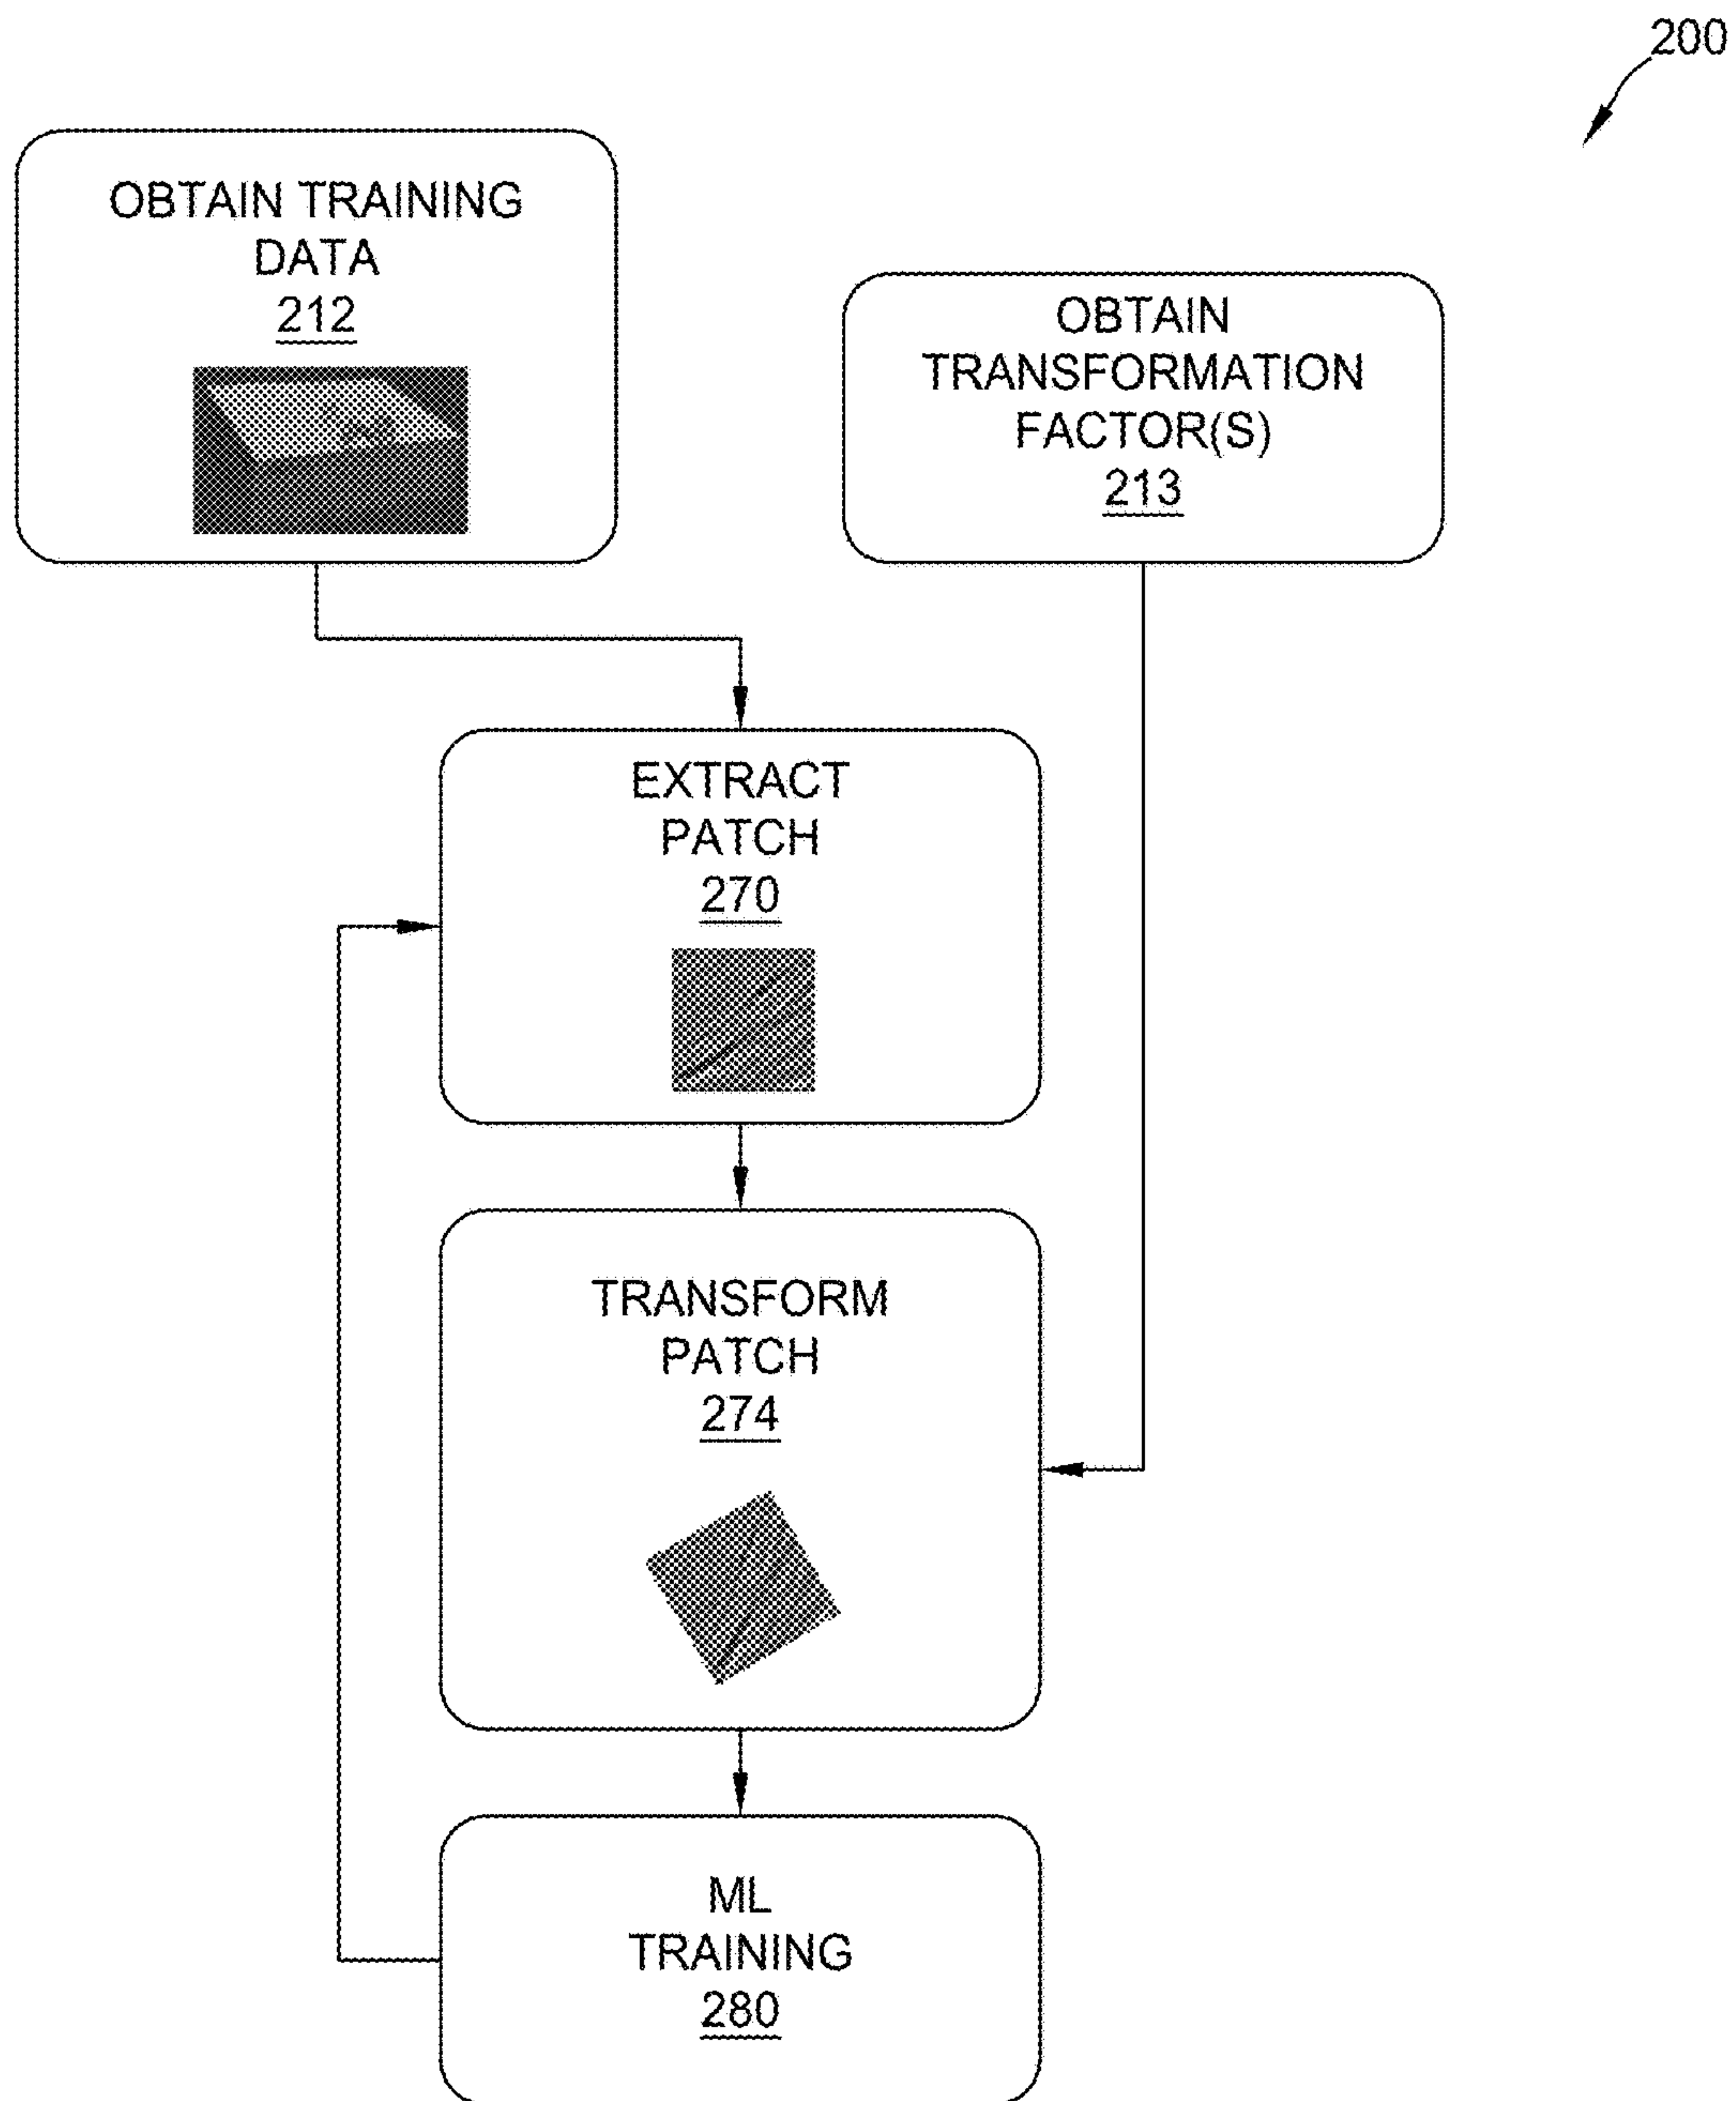 200
OBTAIN TRAINING
DATA
212
OBTAIN
TRANSFORMATION
FACTOR(S)
213
EXTRACT
PATCH
270
TRANSFORM
PATCH
274
ML
TRAINING
280